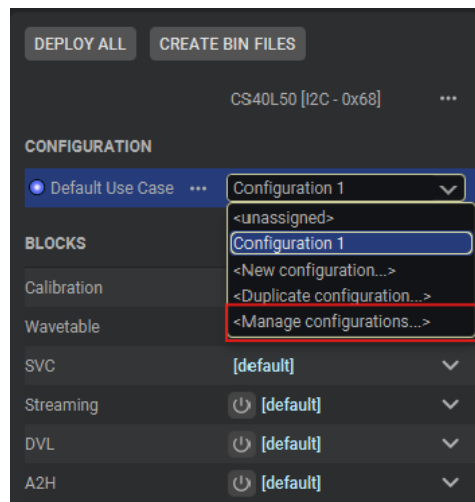 DEPLOY ALL CREATE BIN FILES
CS40L50 [I2C - 0x68] •••
CONFIGURATION
Default Use Case ••• Configuration 1
<unassigned>
Configuration 1
<New configuration...>
<Duplicate configuration...>
<Manage configurations...>
BLOCKS
Calibration
Wavetable
SVC [default]
Streaming [default]
DVL [default]
A2H [default]